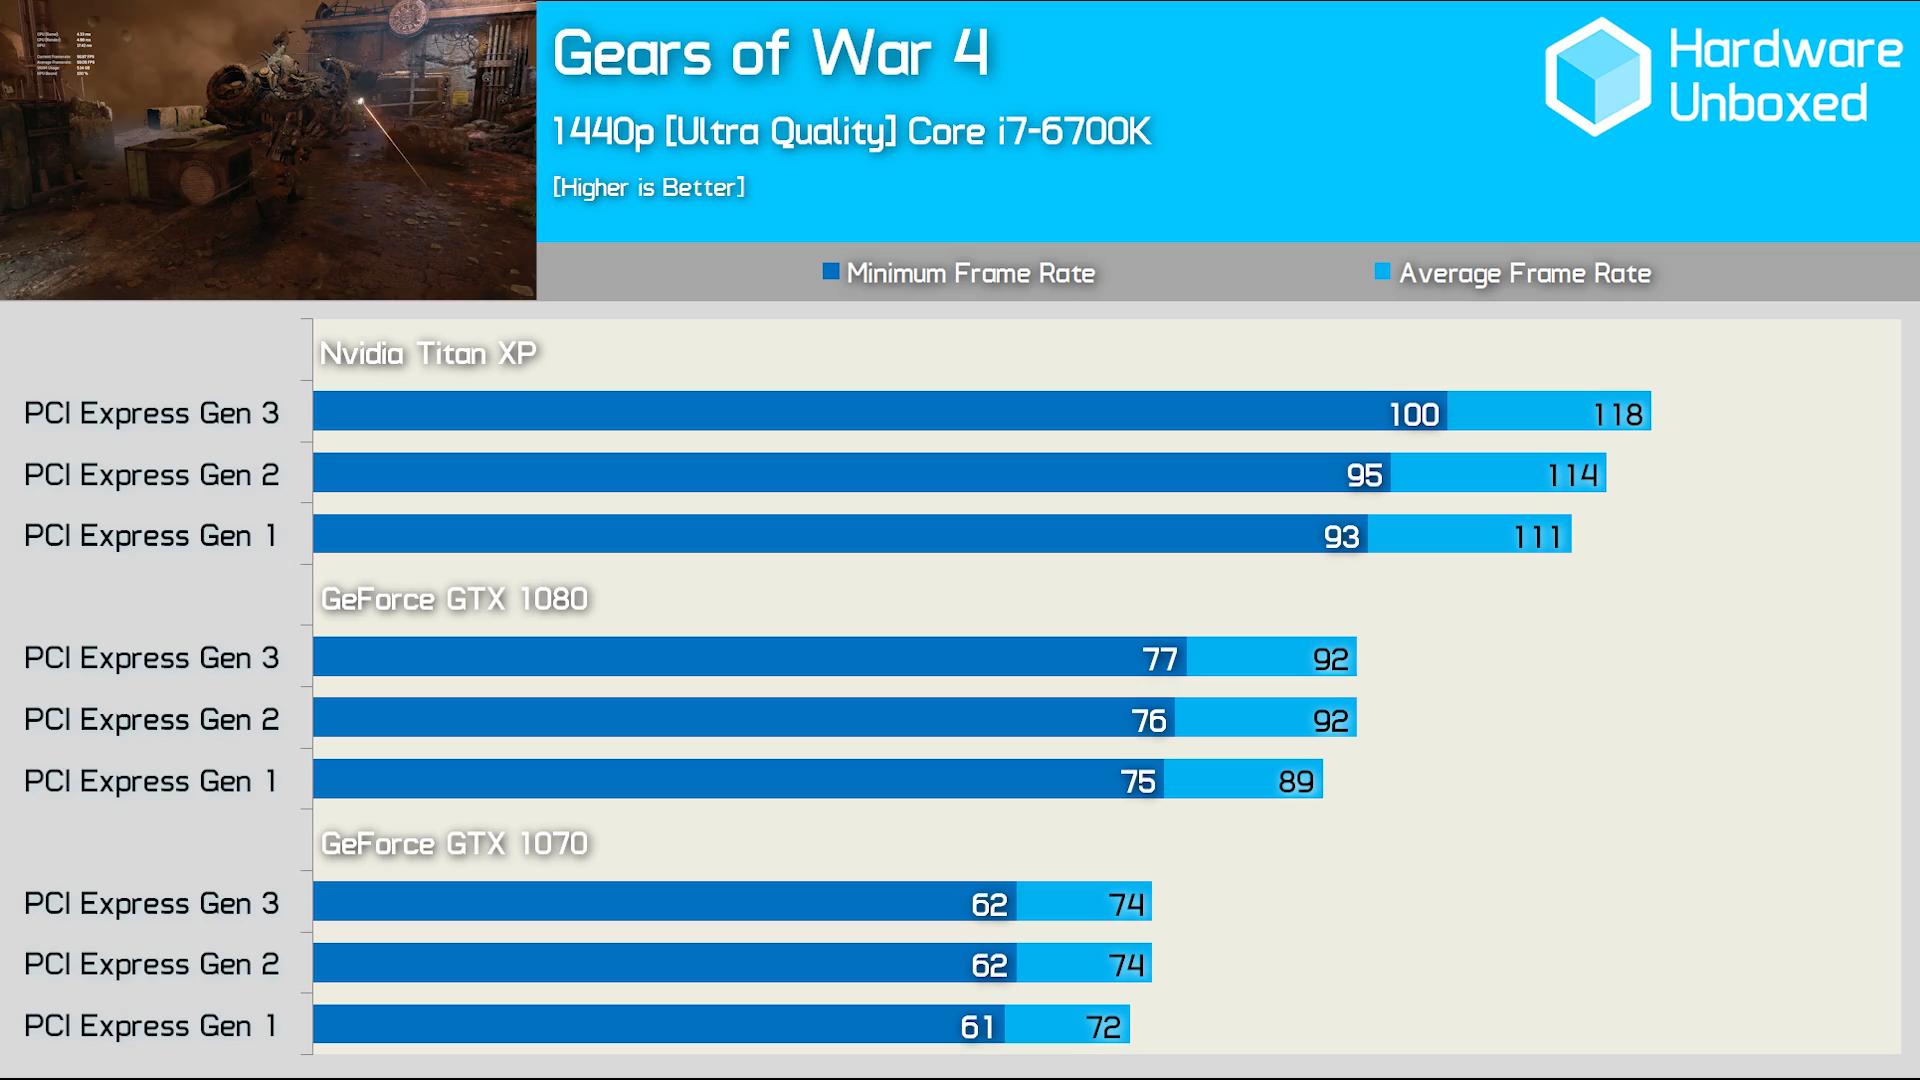 Gears of War 4
1440p [Ultra Quality] Core i7-6700K
[Higher is Better]
Hardware
Unboxed
Minimum Frame Rate
Average Frame Rate
Nvidia Titan XP
PCI Express Gen 3
100
118
PCI Express Gen 2
95
114
PCI Express Gen 1
93
111
GeForce GTX 1080
PCI Express Gen 3
77
92
PCI Express Gen 2
76
92
PCI Express Gen 1
75
89
GeForce GTX 1070
PCI Express Gen 3
62
74
PCI Express Gen 2
62
74
PCI Express Gen 1
61
72